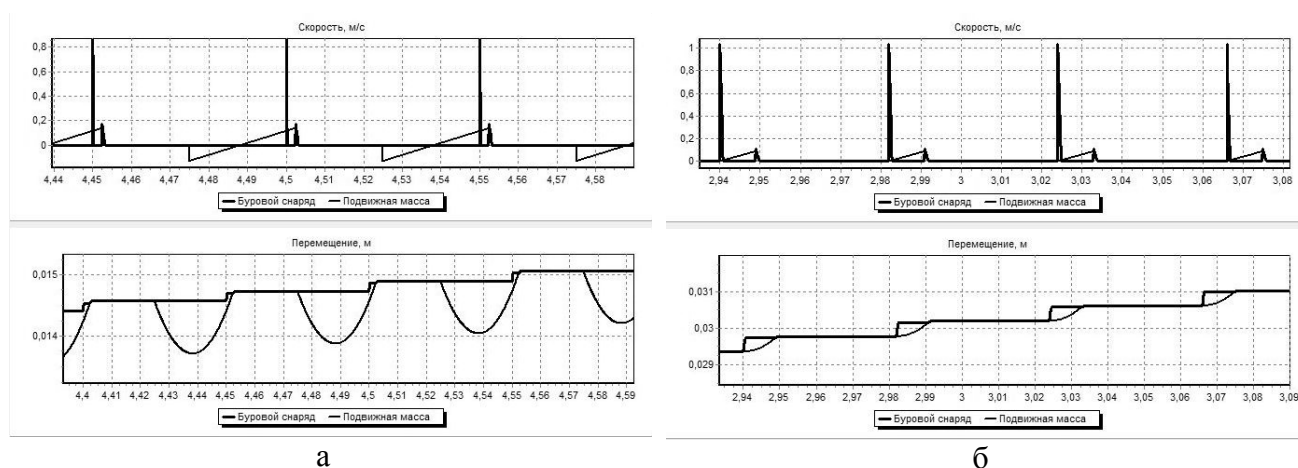 Скорость, м/с
0,8
0,6
0,4
0,2
0
4,44 4,45 4,46 4,47 4,48 4,49 4,5 4,51 4,52 4,53 4,54 4,55 4,56 4,57 4,58
Буровой снаряд Подвижная масса
Перемещение, м
0,015
0,014
4,4 4,41 4,42 4,43 4,44 4,45 4,46 4,47 4,48 4,49 4,5 4,51 4,52 4,53 4,54 4,55 4,56 4,57 4,58 4,59
Буровой снаряд Подвижная масса
а
Скорость, м/с
1
0,8
0,6
0,4
0,2
0
2,94 2,95 2,96 2,97 2,98 2,99 3 3,01 3,02 3,03 3,04 3,05 3,06 3,07 3,08
Буровой снаряд Подвижная масса
Перемещение, м
0,031
0,03
0,029
2,94 2,95 2,96 2,97 2,98 2,99 3 3,01 3,02 3,03 3,04 3,05 3,06 3,07 3,08 3,09
Буровой снаряд Подвижная масса
б